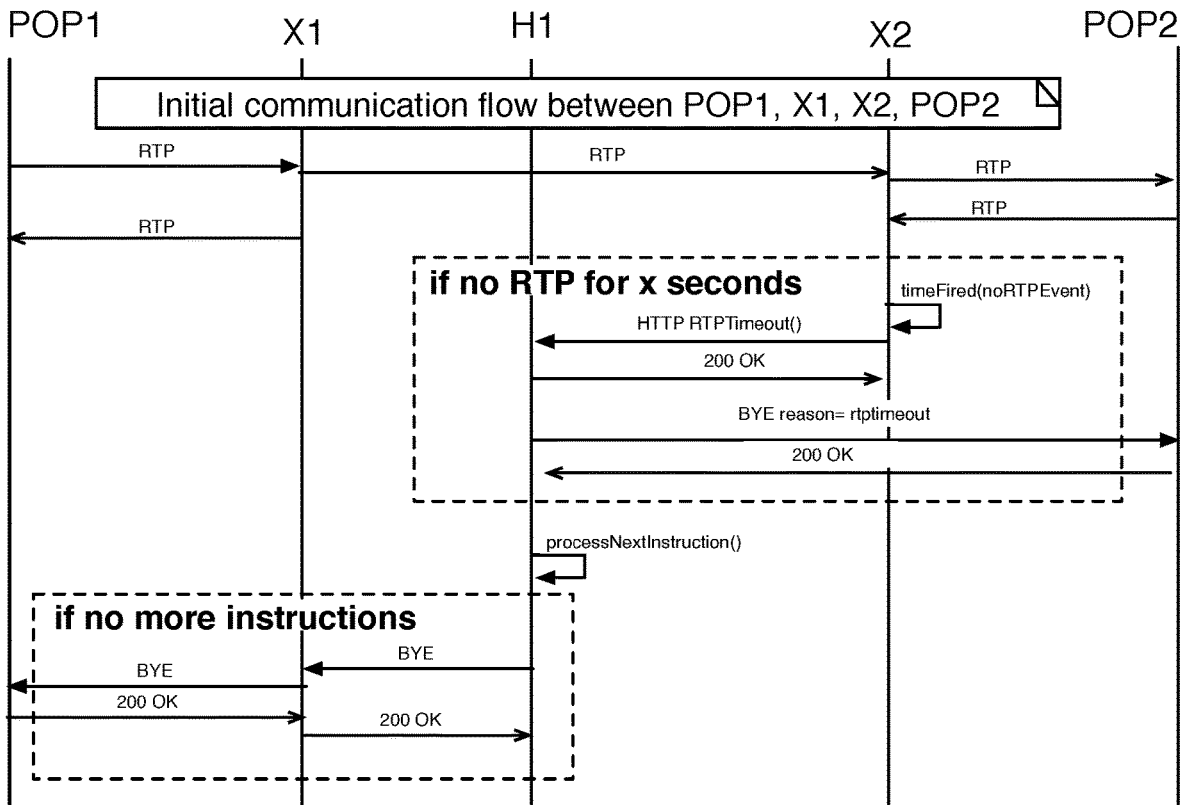 POP1
X1
H1
X2
POP2
Initial communication flow between POP1, X1, X2, POP2
RTP
RTP
RTP
RTP
RTP
if no RTP for x seconds
timeFired(noRTPEvent)
HTTP RTPTimeout()
200 OK
BYE reason= rtptimeout
200 OK
processNextInstruction()
if no more instructions
BYE
BYE
200 OK
200 OK